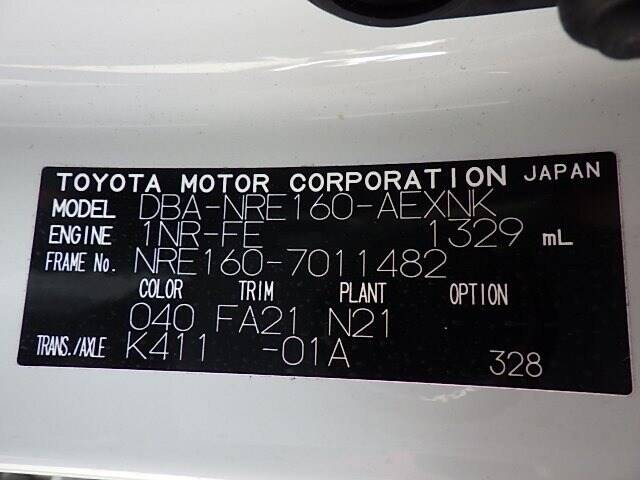 TOYOTA MOTOR CORPORATION JAPAN
MODEL DBA-NRE160-AEXNK
ENGINE 1NR-FE 1329 mL
FRAME No. NRE160-7011482
COLOR TRIM PLANT OPTION
040 FA21 N21
TRANS./AXLE K411 -01A 328